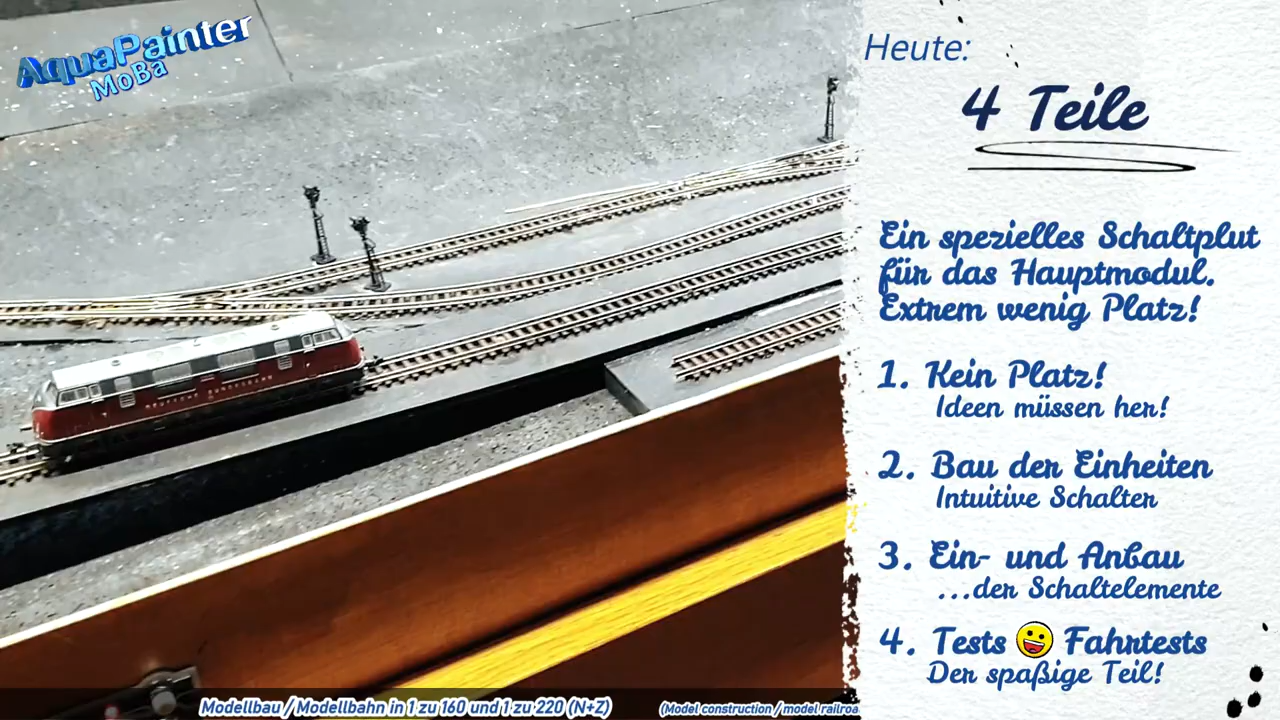 AquaPainter
MoBa
Heute:
4 Teile
Ein spezielles Schaltplut
für das Hauptmodul.
Extrem wenig Platz!
1. Kein Platz!
Ideen müssen her!
2. Bau der Einheiten
Intuitive Schalter
3. Ein- und Anbau
...der Schaltelemente
4. Tests 😀 Fahrtests
Der spaßige Teil!
DEUTSCHE BUNDESBAHN
Modellbau / Modellbahn in 1 zu 160 und 1 zu 220 (N+Z)
(Model construction / model railroa